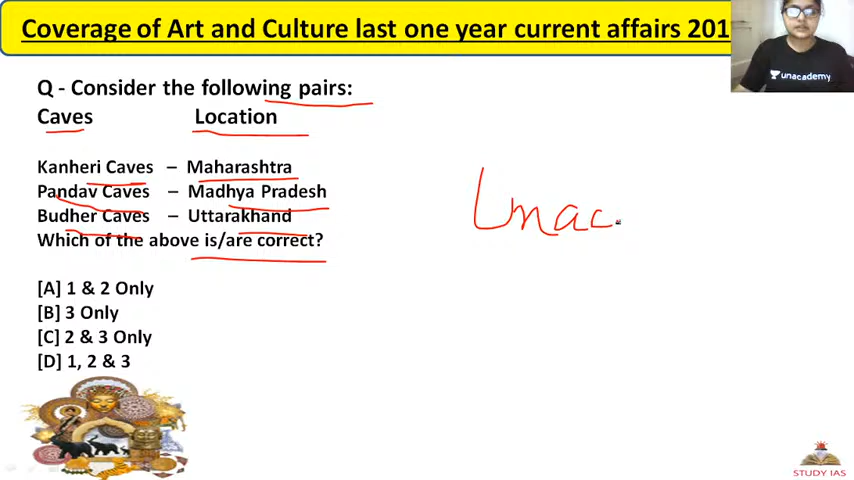 Coverage of Art and Culture last one year current affairs 201
unacademy
Q - Consider the following pairs:
Caves Location
Kanheri Caves – Maharashtra
Pandav Caves – Madhya Pradesh
Budher Caves – Uttarakhand
Which of the above is/are correct?
Unac
[A] 1 & 2 Only
[B] 3 Only
[C] 2 & 3 Only
[D] 1, 2 & 3
STUDY IAS